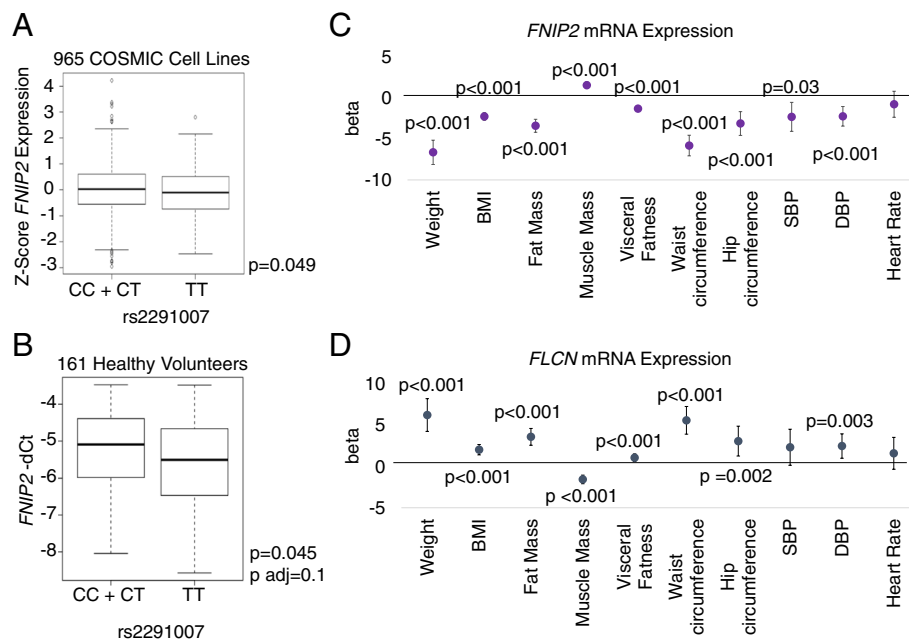 A
965 COSMIC Cell Lines
Z-Score FNIP2 Expression
4
3
2
1
0
-1
-2
-3
CC + CT
TT
p=0.049
rs2291007
B
161 Healthy Volunteers
FNIP2 -dCt
-4
-5
-6
-7
-8
CC + CT
TT
p=0.045
p adj=0.1
rs2291007
C
FNIP2 mRNA Expression
beta
5
0
-5
-10
p<0.001
p<0.001
p<0.001
p<0.001
p<0.001
p<0.001
p<0.001
p=0.03
p<0.001
Weight
BMI
Fat Mass
Muscle Mass
Visceral
Fatness
Waist
circumference
Hip
circumference
SBP
DBP
Heart Rate
D
FLCN mRNA Expression
beta
10
5
0
-5
p<0.001
p<0.001
p<0.001
p <0.001
p<0.001
p<0.001
p =0.002
p=0.003
Weight
BMI
Fat Mass
Muscle Mass
Visceral
Fatness
Waist
circumference
Hip
circumference
SBP
DBP
Heart Rate